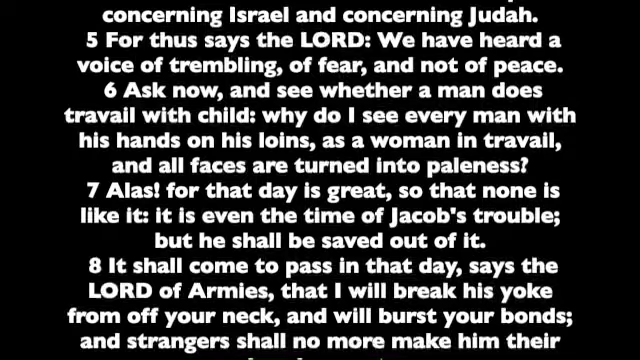 concerning Israel and concerning Judah.
5 For thus says the LORD: We have heard a
voice of trembling, of fear, and not of peace.
6 Ask now, and see whether a man does
travail with child: why do I see every man with
his hands on his loins, as a woman in travail,
and all faces are turned into paleness?
7 Alas! for that day is great, so that none is
like it: it is even the time of Jacob's trouble;
but he shall be saved out of it.
8 It shall come to pass in that day, says the
LORD of Armies, that I will break his yoke
from off your neck, and will burst your bonds;
and strangers shall no more make him their